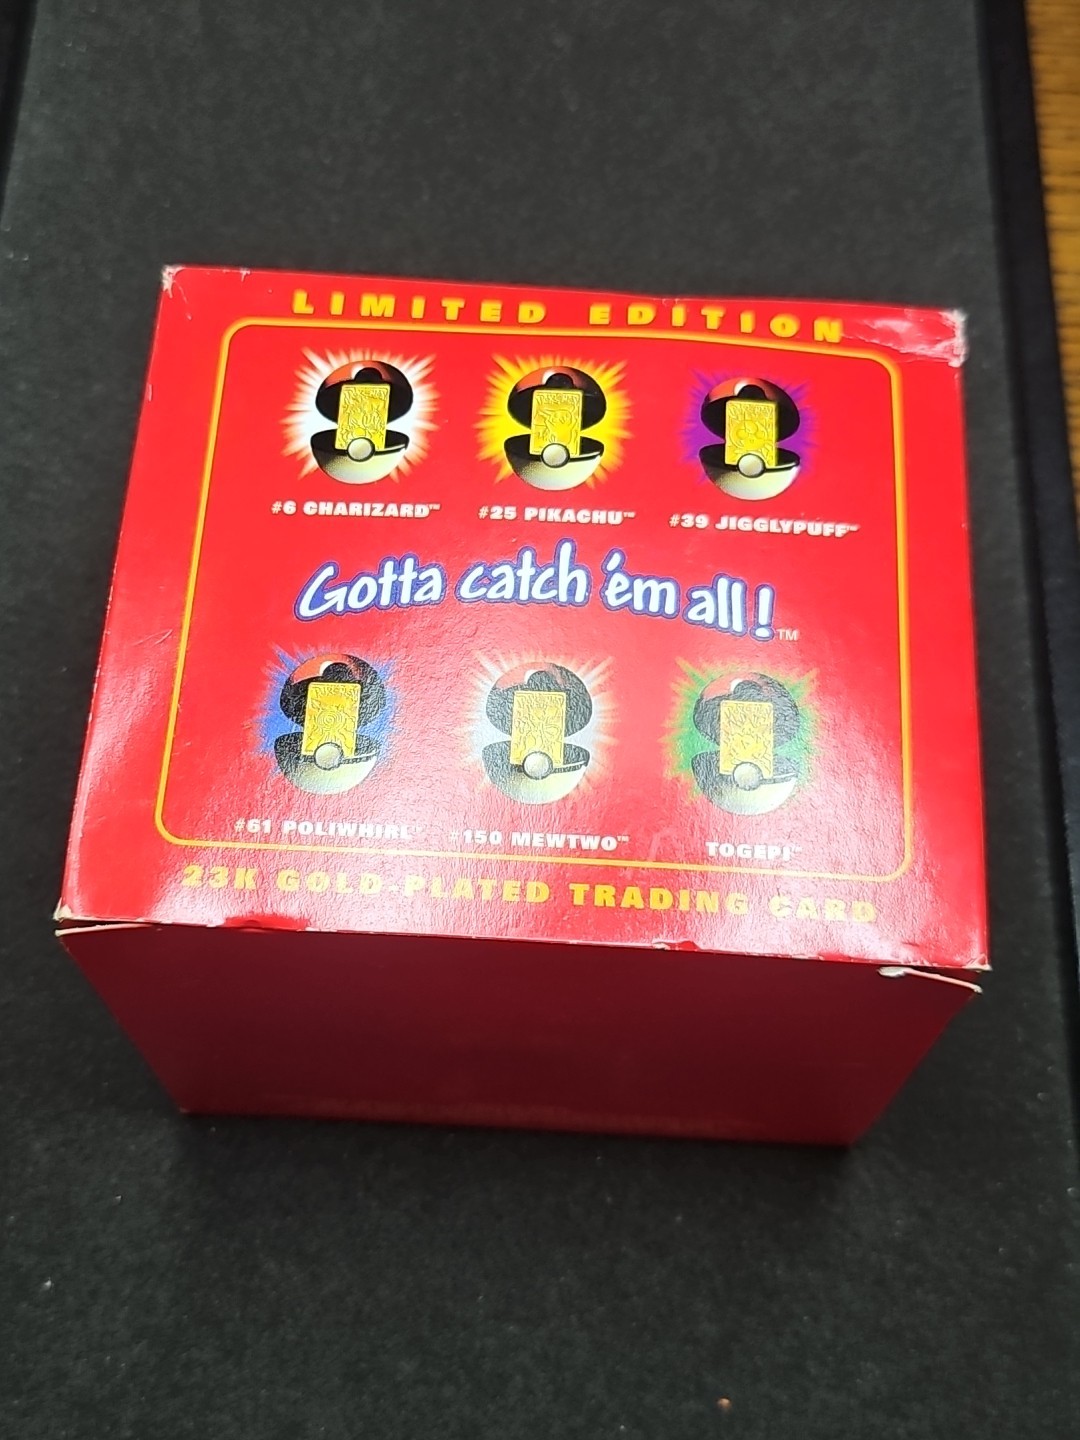 LIMITED EDITION
#6 CHARIZARD™ #25 PIKACHU™ #39 JIGGLYPUFF™
Gotta catch 'em all!™
#61 POLIWHIRL™ #150 MEWTWO™ TOGEPI™
23K GOLD-PLATED TRADING CARD